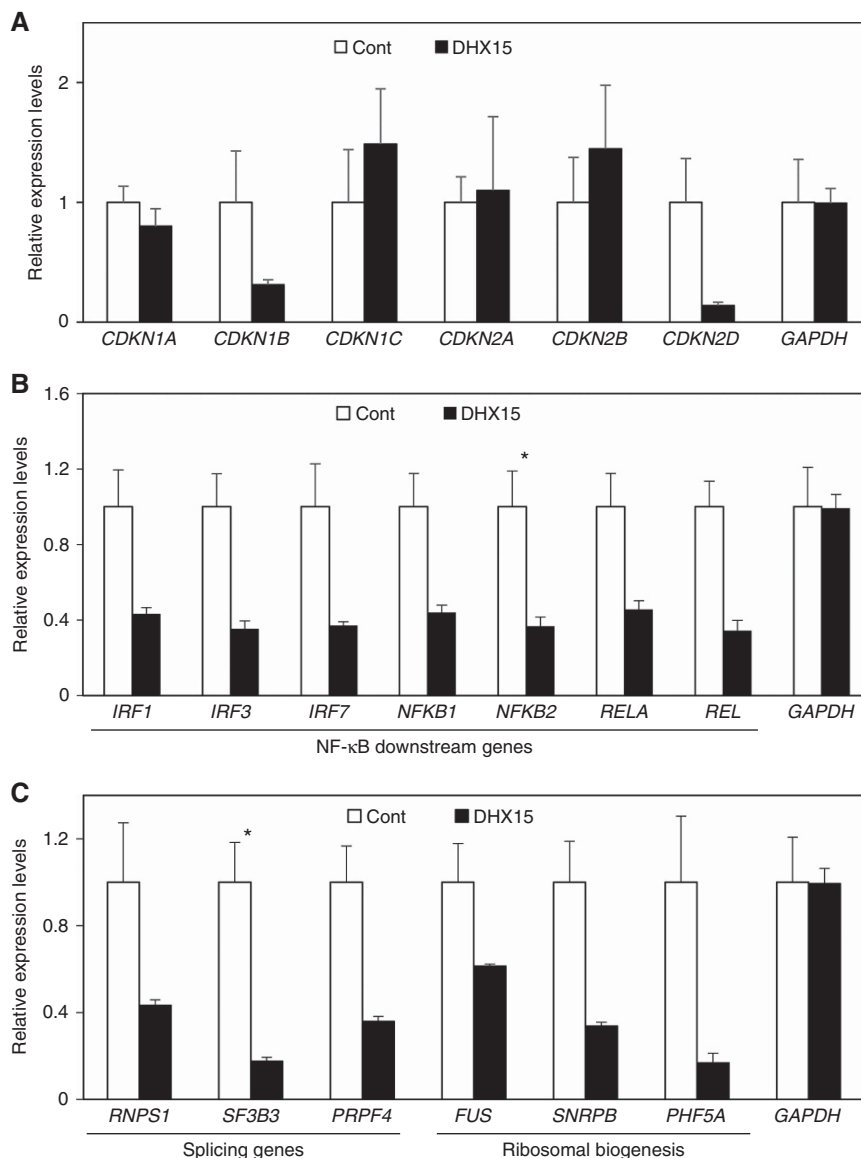 A
Cont DHX15
Relative expression levels
2
1
0
CDKN1A CDKN1B CDKN1C CDKN2A CDKN2B CDKN2D GAPDH
B
1.6
Cont DHX15
*
1.2
Relative expression levels
0.8
0.4
0
IRF1 IRF3 IRF7 NFKB1 NFKB2 RELA REL GAPDH
NF-κB downstream genes
C
Cont DHX15
*
1.2
Relative expression levels
0.8
0.4
0
RNPS1 SF3B3 PRPF4 FUS SNRPB PHF5A GAPDH
Splicing genes Ribosomal biogenesis